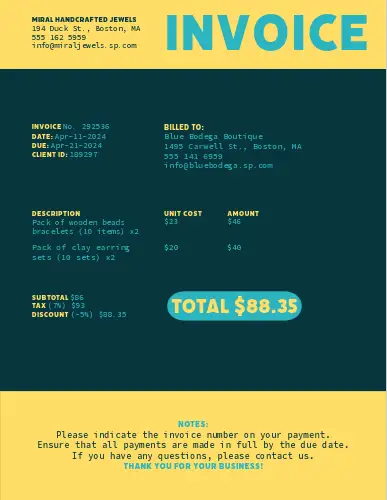 MIRAL HANDCRAFTED JEWELS
194 Duck St., Boston, MA
555 162 5959
info@miraljewels.sp.com
INVOICE
INVOICE No. 292536
DATE: Apr-11-2024
DUE: Apr-21-2024
CLIENT ID: 189297
BILLED TO:
Blue Bodega Boutique
1495 Carwell St., Boston, MA
555 141 6959
info@bluebodega.sp.com
DESCRIPTION UNIT COST AMOUNT
Pack of wooden beads $23 $46
bracelets (10 items) x2
Pack of clay earring $20 $40
sets (10 sets) x2
SUBTOTAL $86
TAX (7%) $93
DISCOUNT (-5%) $88.35
TOTAL $88.35
NOTES:
Please indicate the invoice number on your payment.
Ensure that all payments are made in full by the due date.
If you have any questions, please contact us.
THANK YOU FOR YOUR BUSINESS!